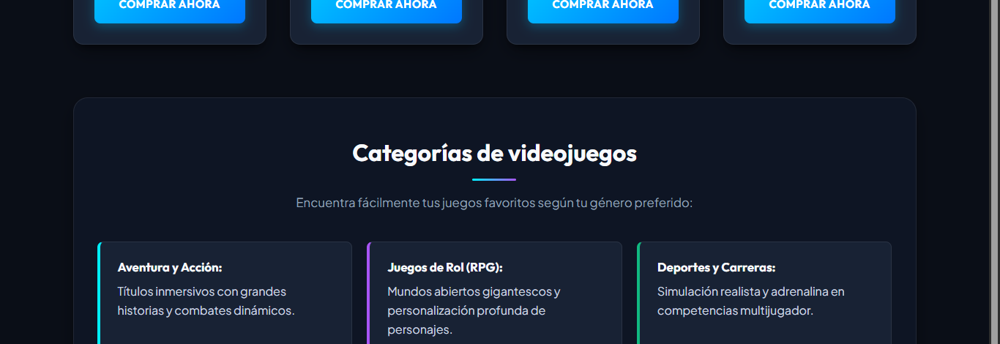 COMPRAR AHORA COMPRAR AHORA COMPRAR AHORA COMPRAR AHORA
Categorías de videojuegos
Encuentra fácilmente tus juegos favoritos según tu género preferido:
Aventura y Acción:
Títulos inmersivos con grandes
historias y combates dinámicos.
Juegos de Rol (RPG):
Mundos abiertos gigantescos y
personalización profunda de
personajes.
Deportes y Carreras:
Simulación realista y adrenalina en
competencias multijugador.